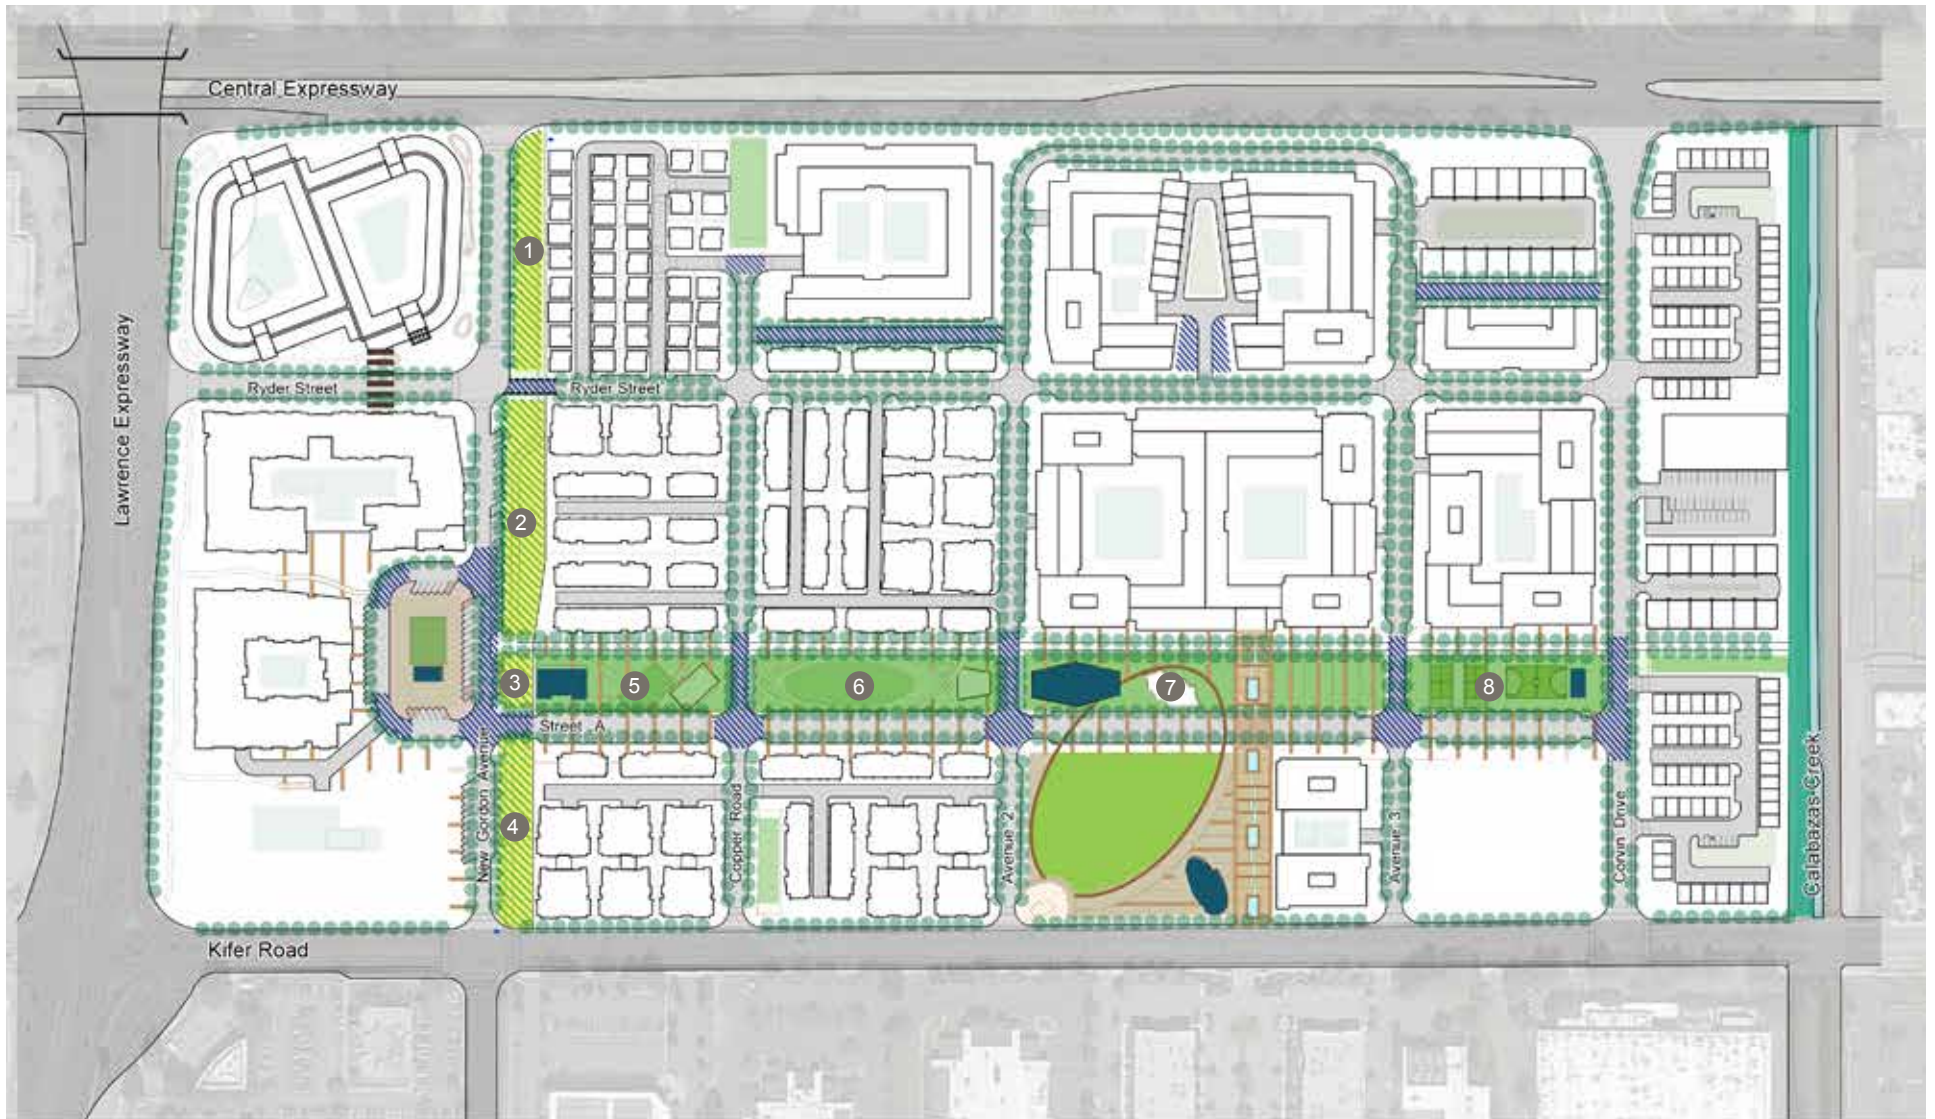 Central Expressway
1
Lawrence Expressway
Ryder Street
Ryder Street
2
3
5
6
7
8
Street A
New Gordon Avenue
4
Copper Road
Avenue 2
Avenue 3
Corvin Drive
Calabazas Creek
Kifer Road